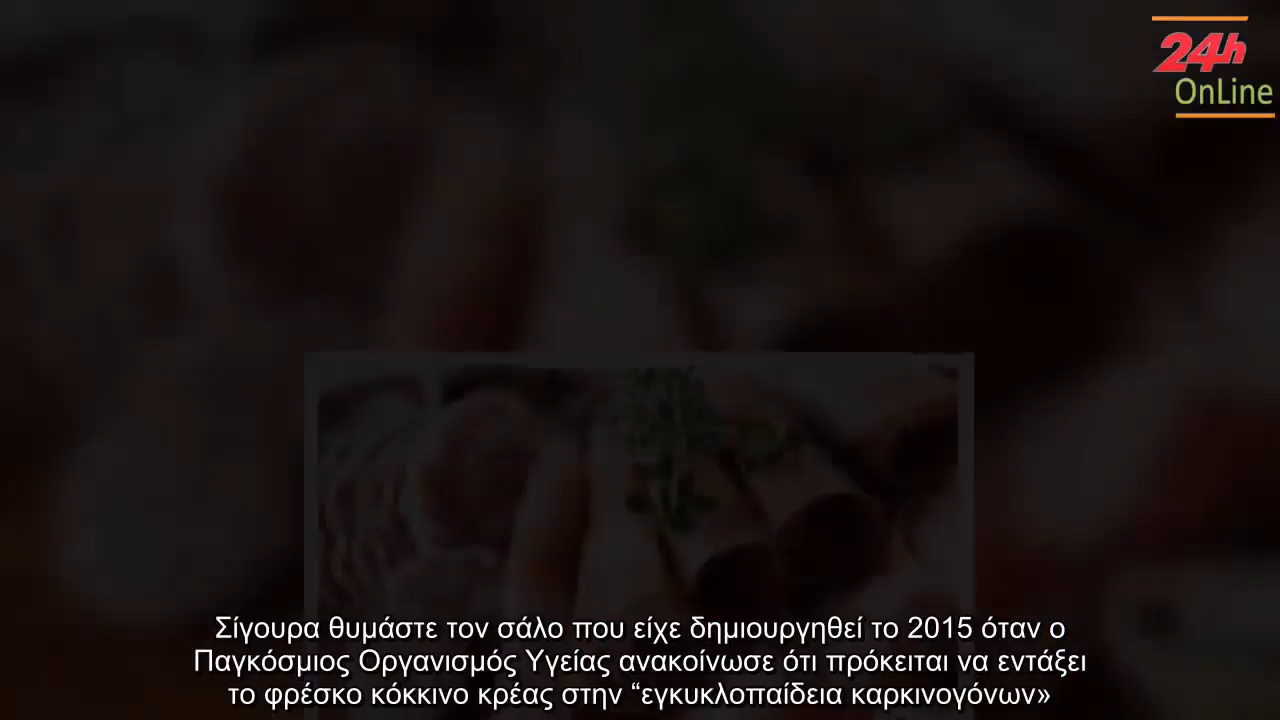 24h
OnLine
Σίγουρα θυμάστε τον σάλο που είχε δημιουργηθεί το 2015 όταν ο
Παγκόσμιος Οργανισμός Υγείας ανακοίνωσε ότι πρόκειται να εντάξει
το φρέσκο κόκκινο κρέας στην “εγκυκλοπαίδεια καρκινογόνων»